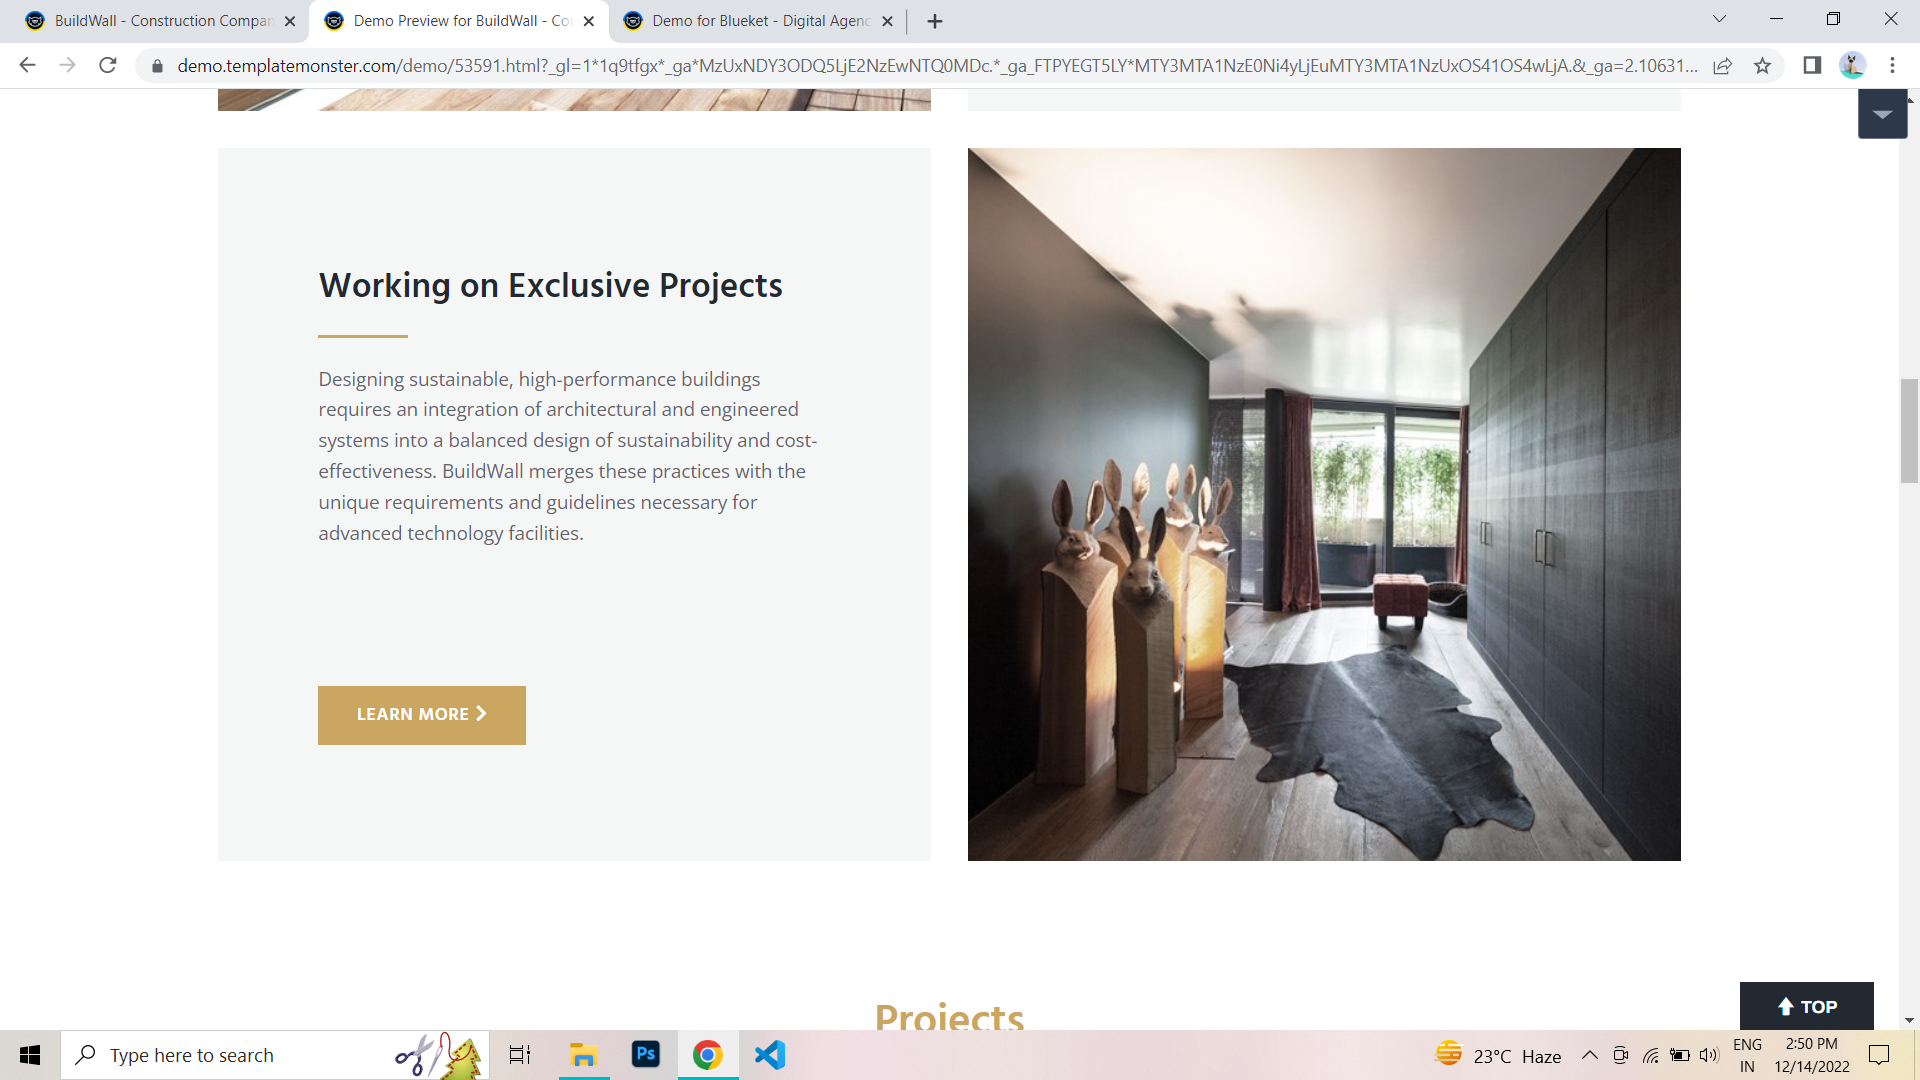 BuildWall - Construction Compan
Demo Preview for BuildWall - Co
Demo for Blueket - Digital Agenc
demo.templatemonster.com/demo/53591.html?_gl=1*1q9tfgx*_ga*MzUxNDY3ODQ5LjE2NzEwNTQ0MDc.*_ga_FTPYEGT5LY*MTY3MTA1NzE0Ni4yLjEuMTY3MTA1NzUxOS41OS4wLjA.&_ga=2.10631...
Working on Exclusive Projects
Designing sustainable, high-performance buildings
requires an integration of architectural and engineered
systems into a balanced design of sustainability and cost-
effectiveness. BuildWall merges these practices with the
unique requirements and guidelines necessary for
advanced technology facilities.
LEARN MORE
Projects
TOP
Type here to search
Ps
23°C Haze
ENG
IN
2:50 PM
12/14/2022